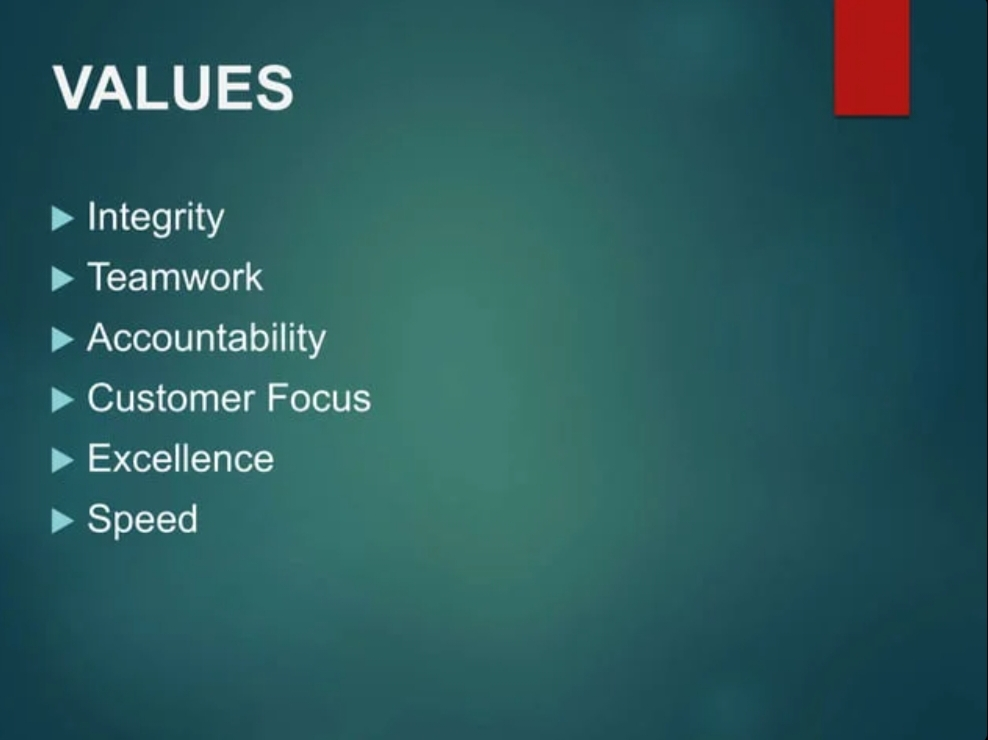 VALUES
Integrity
Teamwork
Accountability
Customer Focus
Excellence
Speed